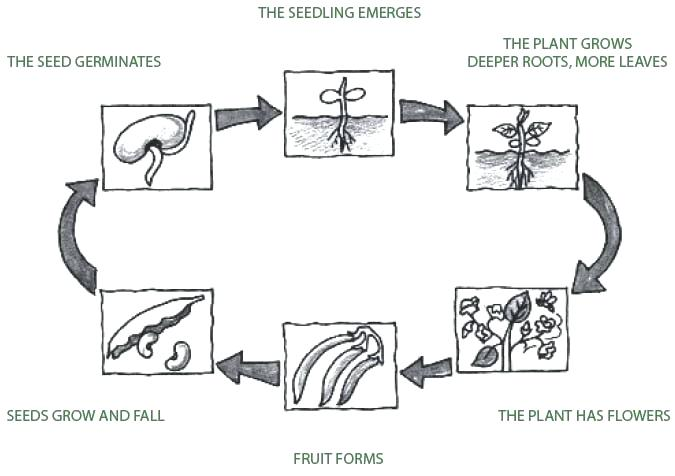 THE SEEDLING EMERGES
THE SEED GERMINATES
THE PLANT GROWS
DEEPER ROOTS, MORE LEAVES
SEEDS GROW AND FALL
THE PLANT HAS FLOWERS
FRUIT FORMS